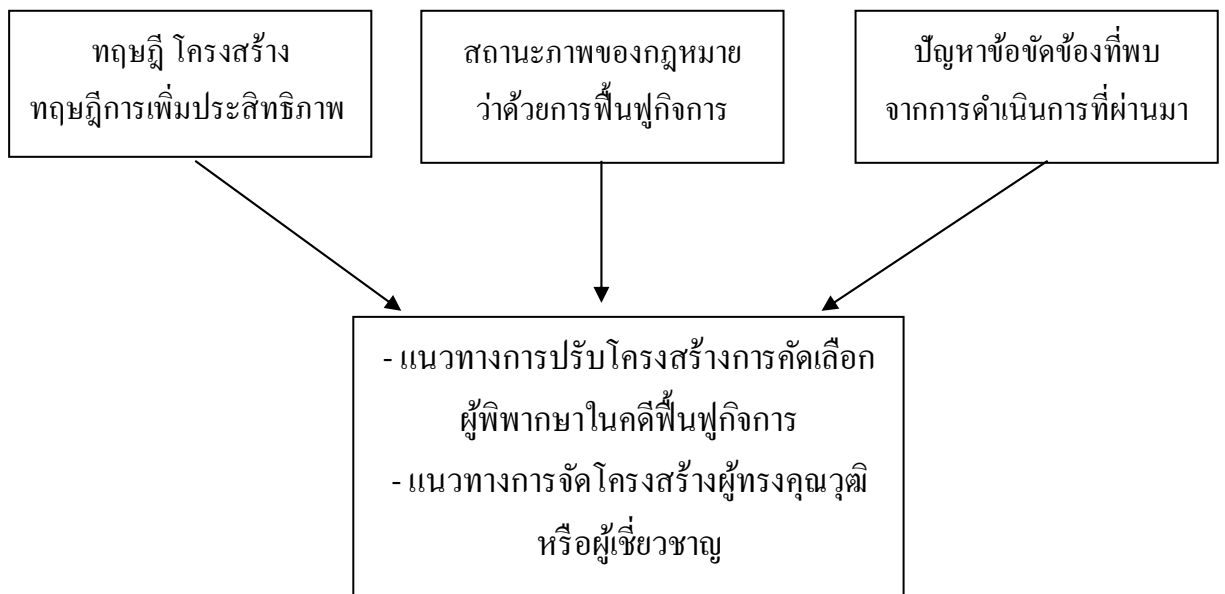 ทฤษฎี โครงสร้าง
ทฤษฎีการเพิ่มประสิทธิภาพ
สถานะภาพของกฎหมาย
ว่าด้วยการฟื้นฟูกิจการ
ปัญหาข้อขัดข้องที่พบ
จากการดำเนินการที่ผ่านมา
- แนวทางการปรับโครงสร้างการคัดเลือก
ผู้พิพากษาในคดีฟื้นฟูกิจการ
- แนวทางการจัดโครงสร้างผู้ทรงคุณวุฒิ
หรือผู้เชี่ยวชาญ